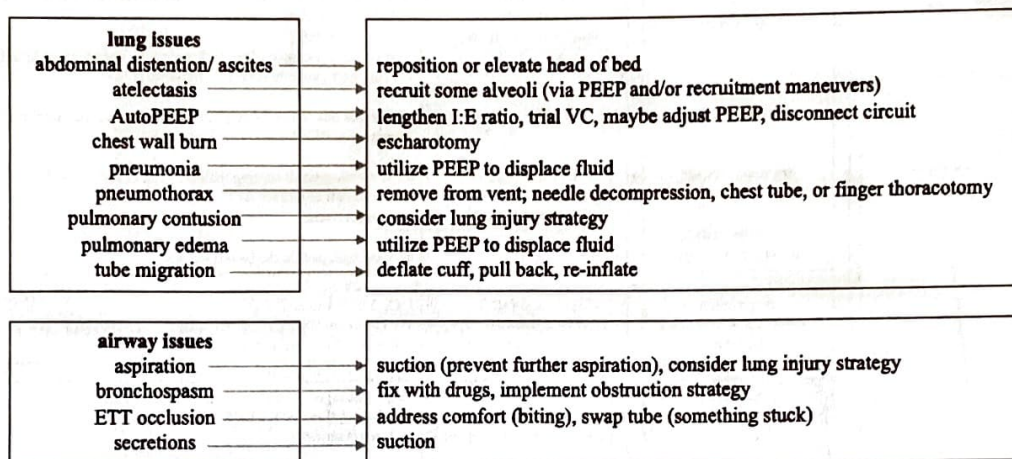 lung issues
abdominal distention/ ascites reposition or elevate head of bed
atelectasis recruit some alveoli (via PEEP and/or recruitment maneuvers)
AutoPEEP lengthen I:E ratio, trial VC, maybe adjust PEEP, disconnect circuit
chest wall burn escharotomy
pneumonia utilize PEEP to displace fluid
pneumothorax remove from vent; needle decompression, chest tube, or finger thoracotomy
pulmonary contusion consider lung injury strategy
pulmonary edema utilize PEEP to displace fluid
tube migration deflate cuff, pull back, re-inflate
airway issues
aspiration suction (prevent further aspiration), consider lung injury strategy
bronchospasm fix with drugs, implement obstruction strategy
ETT occlusion address comfort (biting), swap tube (something stuck)
secretions suction